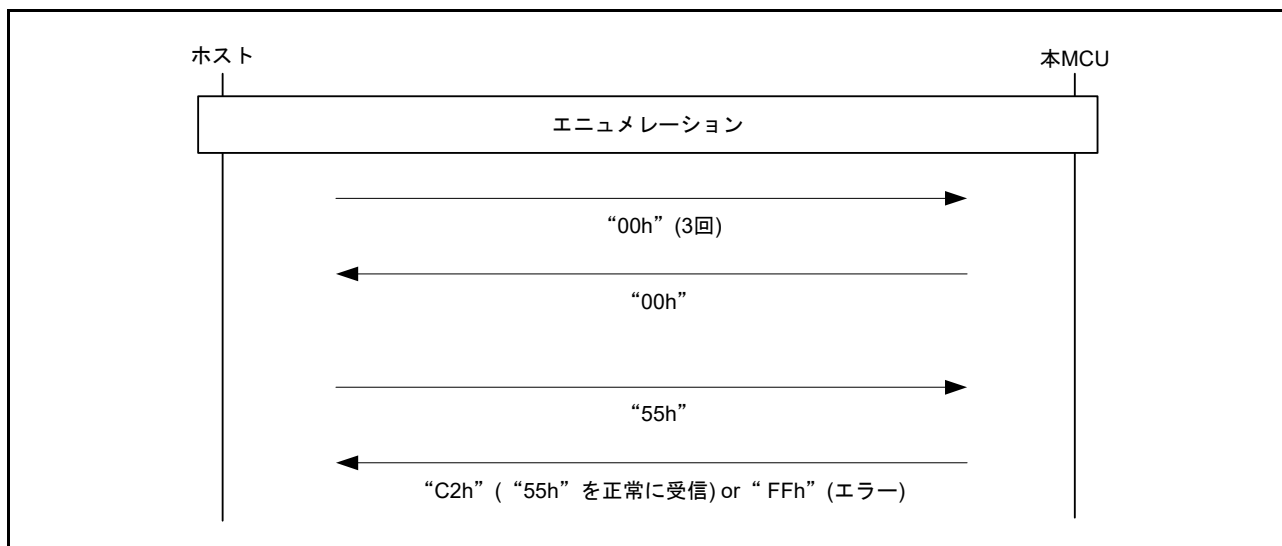 ホスト
本MCU
エニュメレーション
“00h” (3回)
“00h”
“55h”
“C2h” ( “55h” を正常に受信) or “ FFh” (エラー)